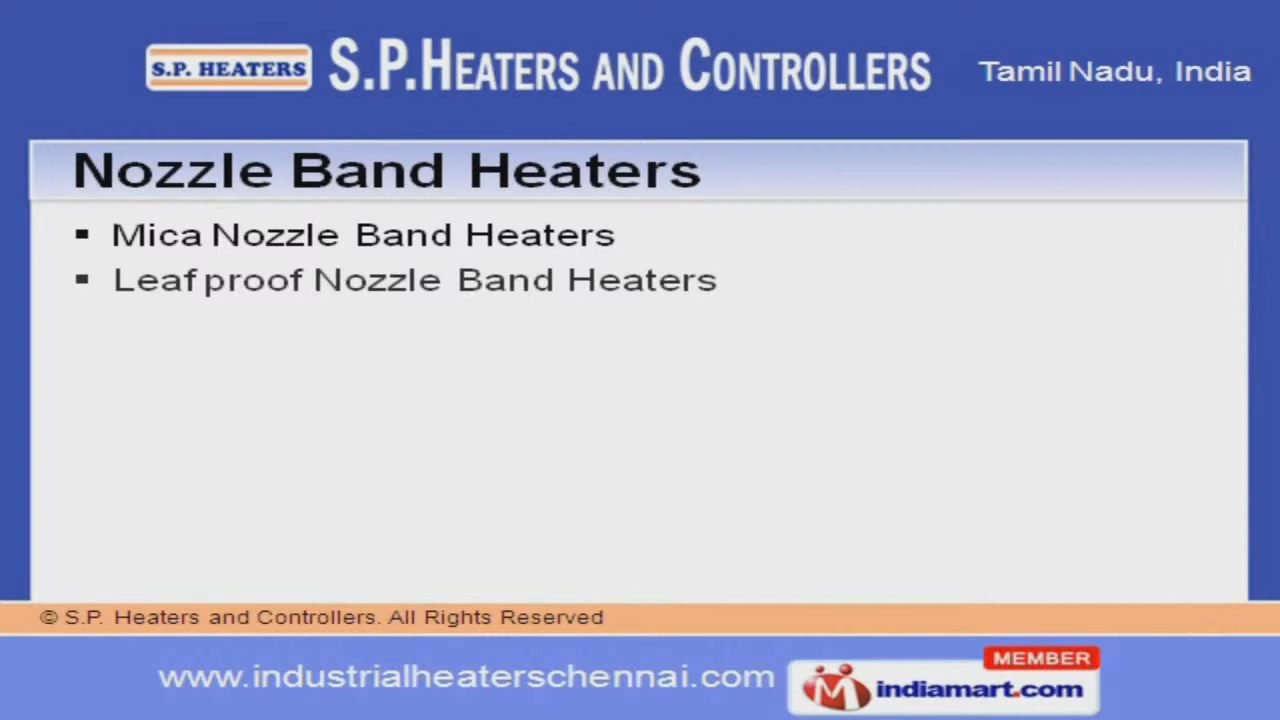 S.P. HEATERS
S.P.HEATERS AND CONTROLLERS
Tamil Nadu, India
Nozzle Band Heaters
▪ Mica Nozzle Band Heaters
▪ Leaf proof Nozzle Band Heaters
© S.P. Heaters and Controllers. All Rights Reserved
www.industrialheaterschennai.com
MEMBER
indiamart.com